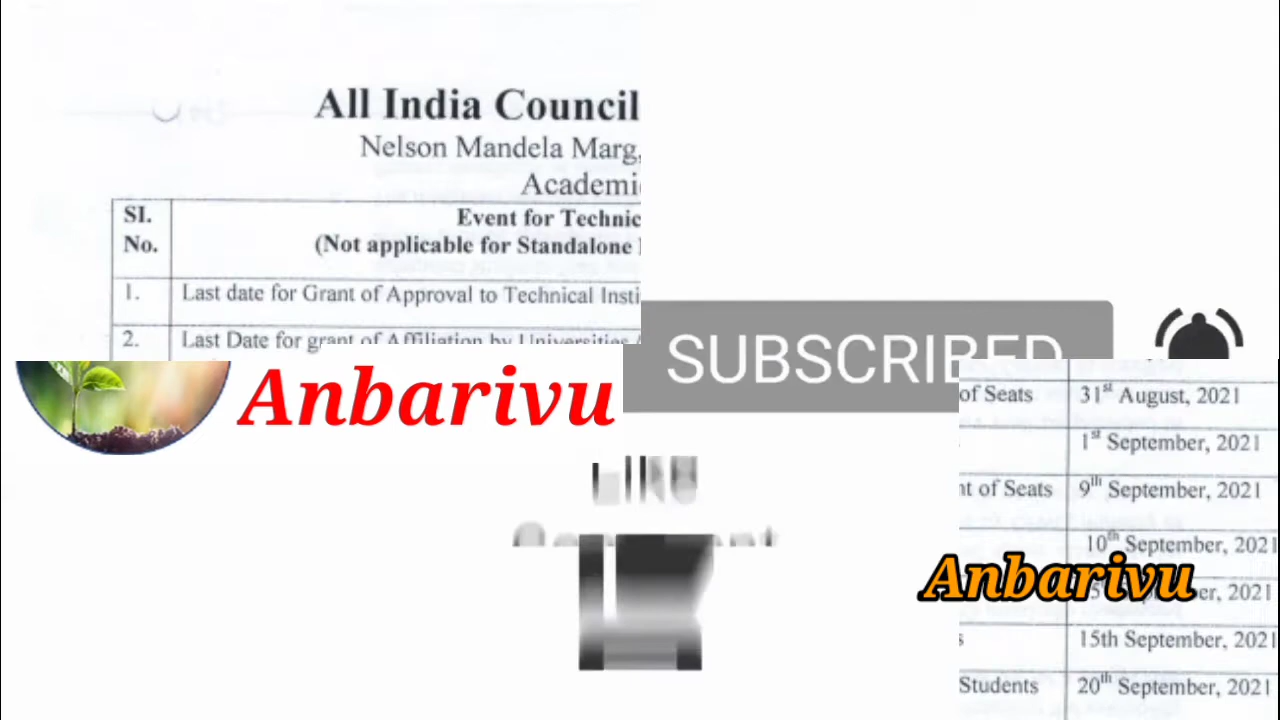 All India Council
Nelson Mandela Marg,
Academi
SI.
No.
Event for Technic
(Not applicable for Standalone
1. Last date for Grant of Approval to Technical Insti
2. Last Date for grant of Affiliation by Universities
Anbarivu
SUBSCRIBED
of Seats 31st August, 2021
1st September, 2021
nt of Seats 9th September, 2021
10th September, 2021
Anbarivu
er, 2021
s 15th September, 2021
Students 20th September, 2021